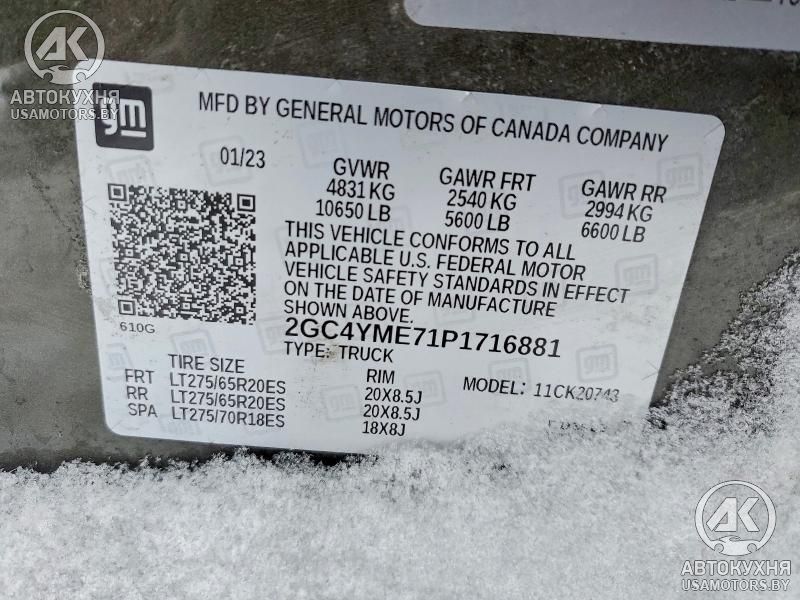 AK
АВТОКУХНЯ
USAMOTORS.BY
gm
MFD BY GENERAL MOTORS OF CANADA COMPANY
01/23
GVWR
4831 KG
10650 LB
GAWR FRT
2540 KG
5600 LB
GAWR RR
2994 KG
6600 LB
THIS VEHICLE CONFORMS TO ALL
APPLICABLE U.S. FEDERAL MOTOR
VEHICLE SAFETY STANDARDS IN EFFECT
ON THE DATE OF MANUFACTURE
SHOWN ABOVE.
610G
2GC4YME71P1716881
TYPE: TRUCK
MODEL: 11CK20743
TIRE SIZE RIM
FRT LT275/65R20ES 20X8.5J
RR LT275/65R20ES 20X8.5J
SPA LT275/70R18ES 18X8J
AK
АВТОКУХНЯ
USAMOTORS.BY